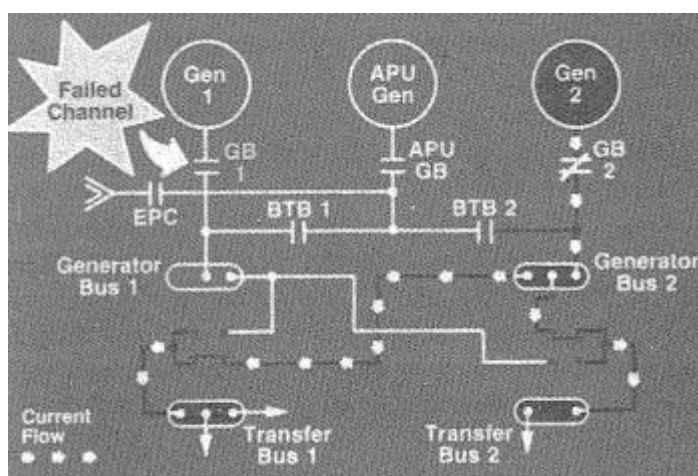 Failed
Channel
Gen
1
APU
Gen
Gen
2
GB
1
APU
GB
GB
2
EPC
BTB 1
BTB 2
Generator
Bus 1
Generator
Bus 2
Current
Flow
Transfer
Bus 1
Transfer
Bus 2